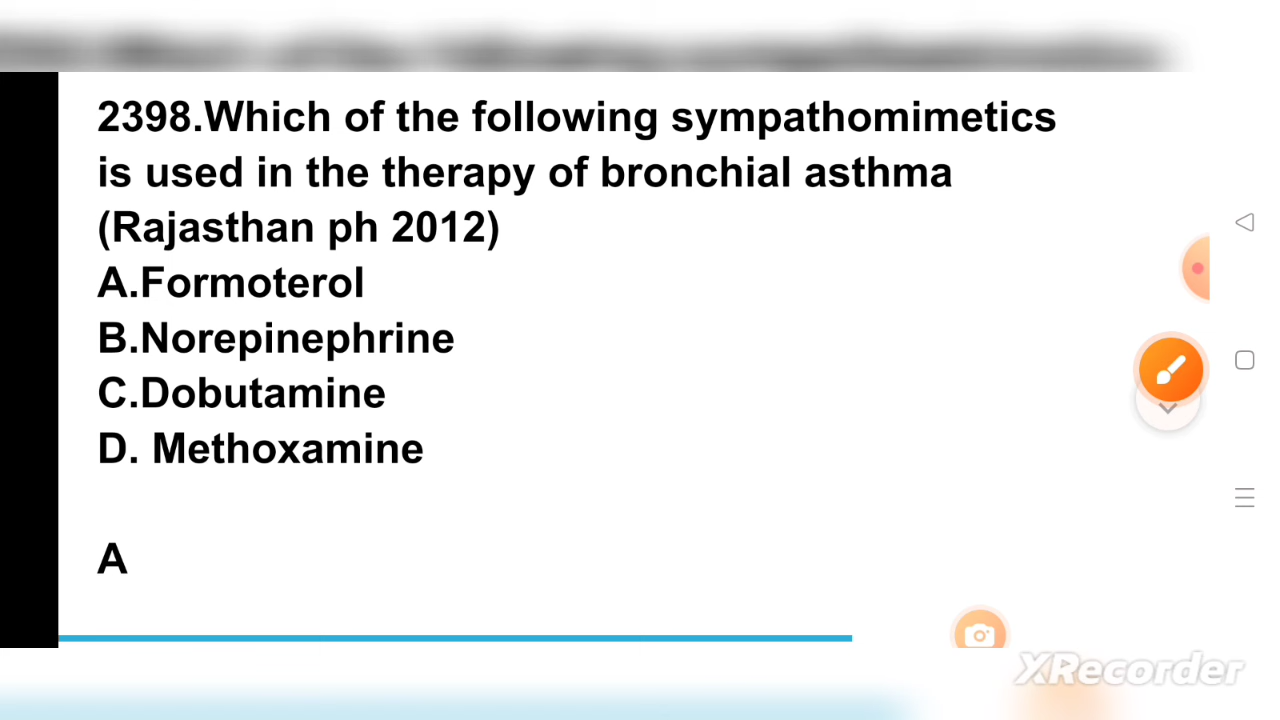 2398.Which of the following sympathomimetics
is used in the therapy of bronchial asthma
(Rajasthan ph 2012)
A.Formoterol
B.Norepinephrine
C.Dobutamine
D. Methoxamine
A
XRecorder